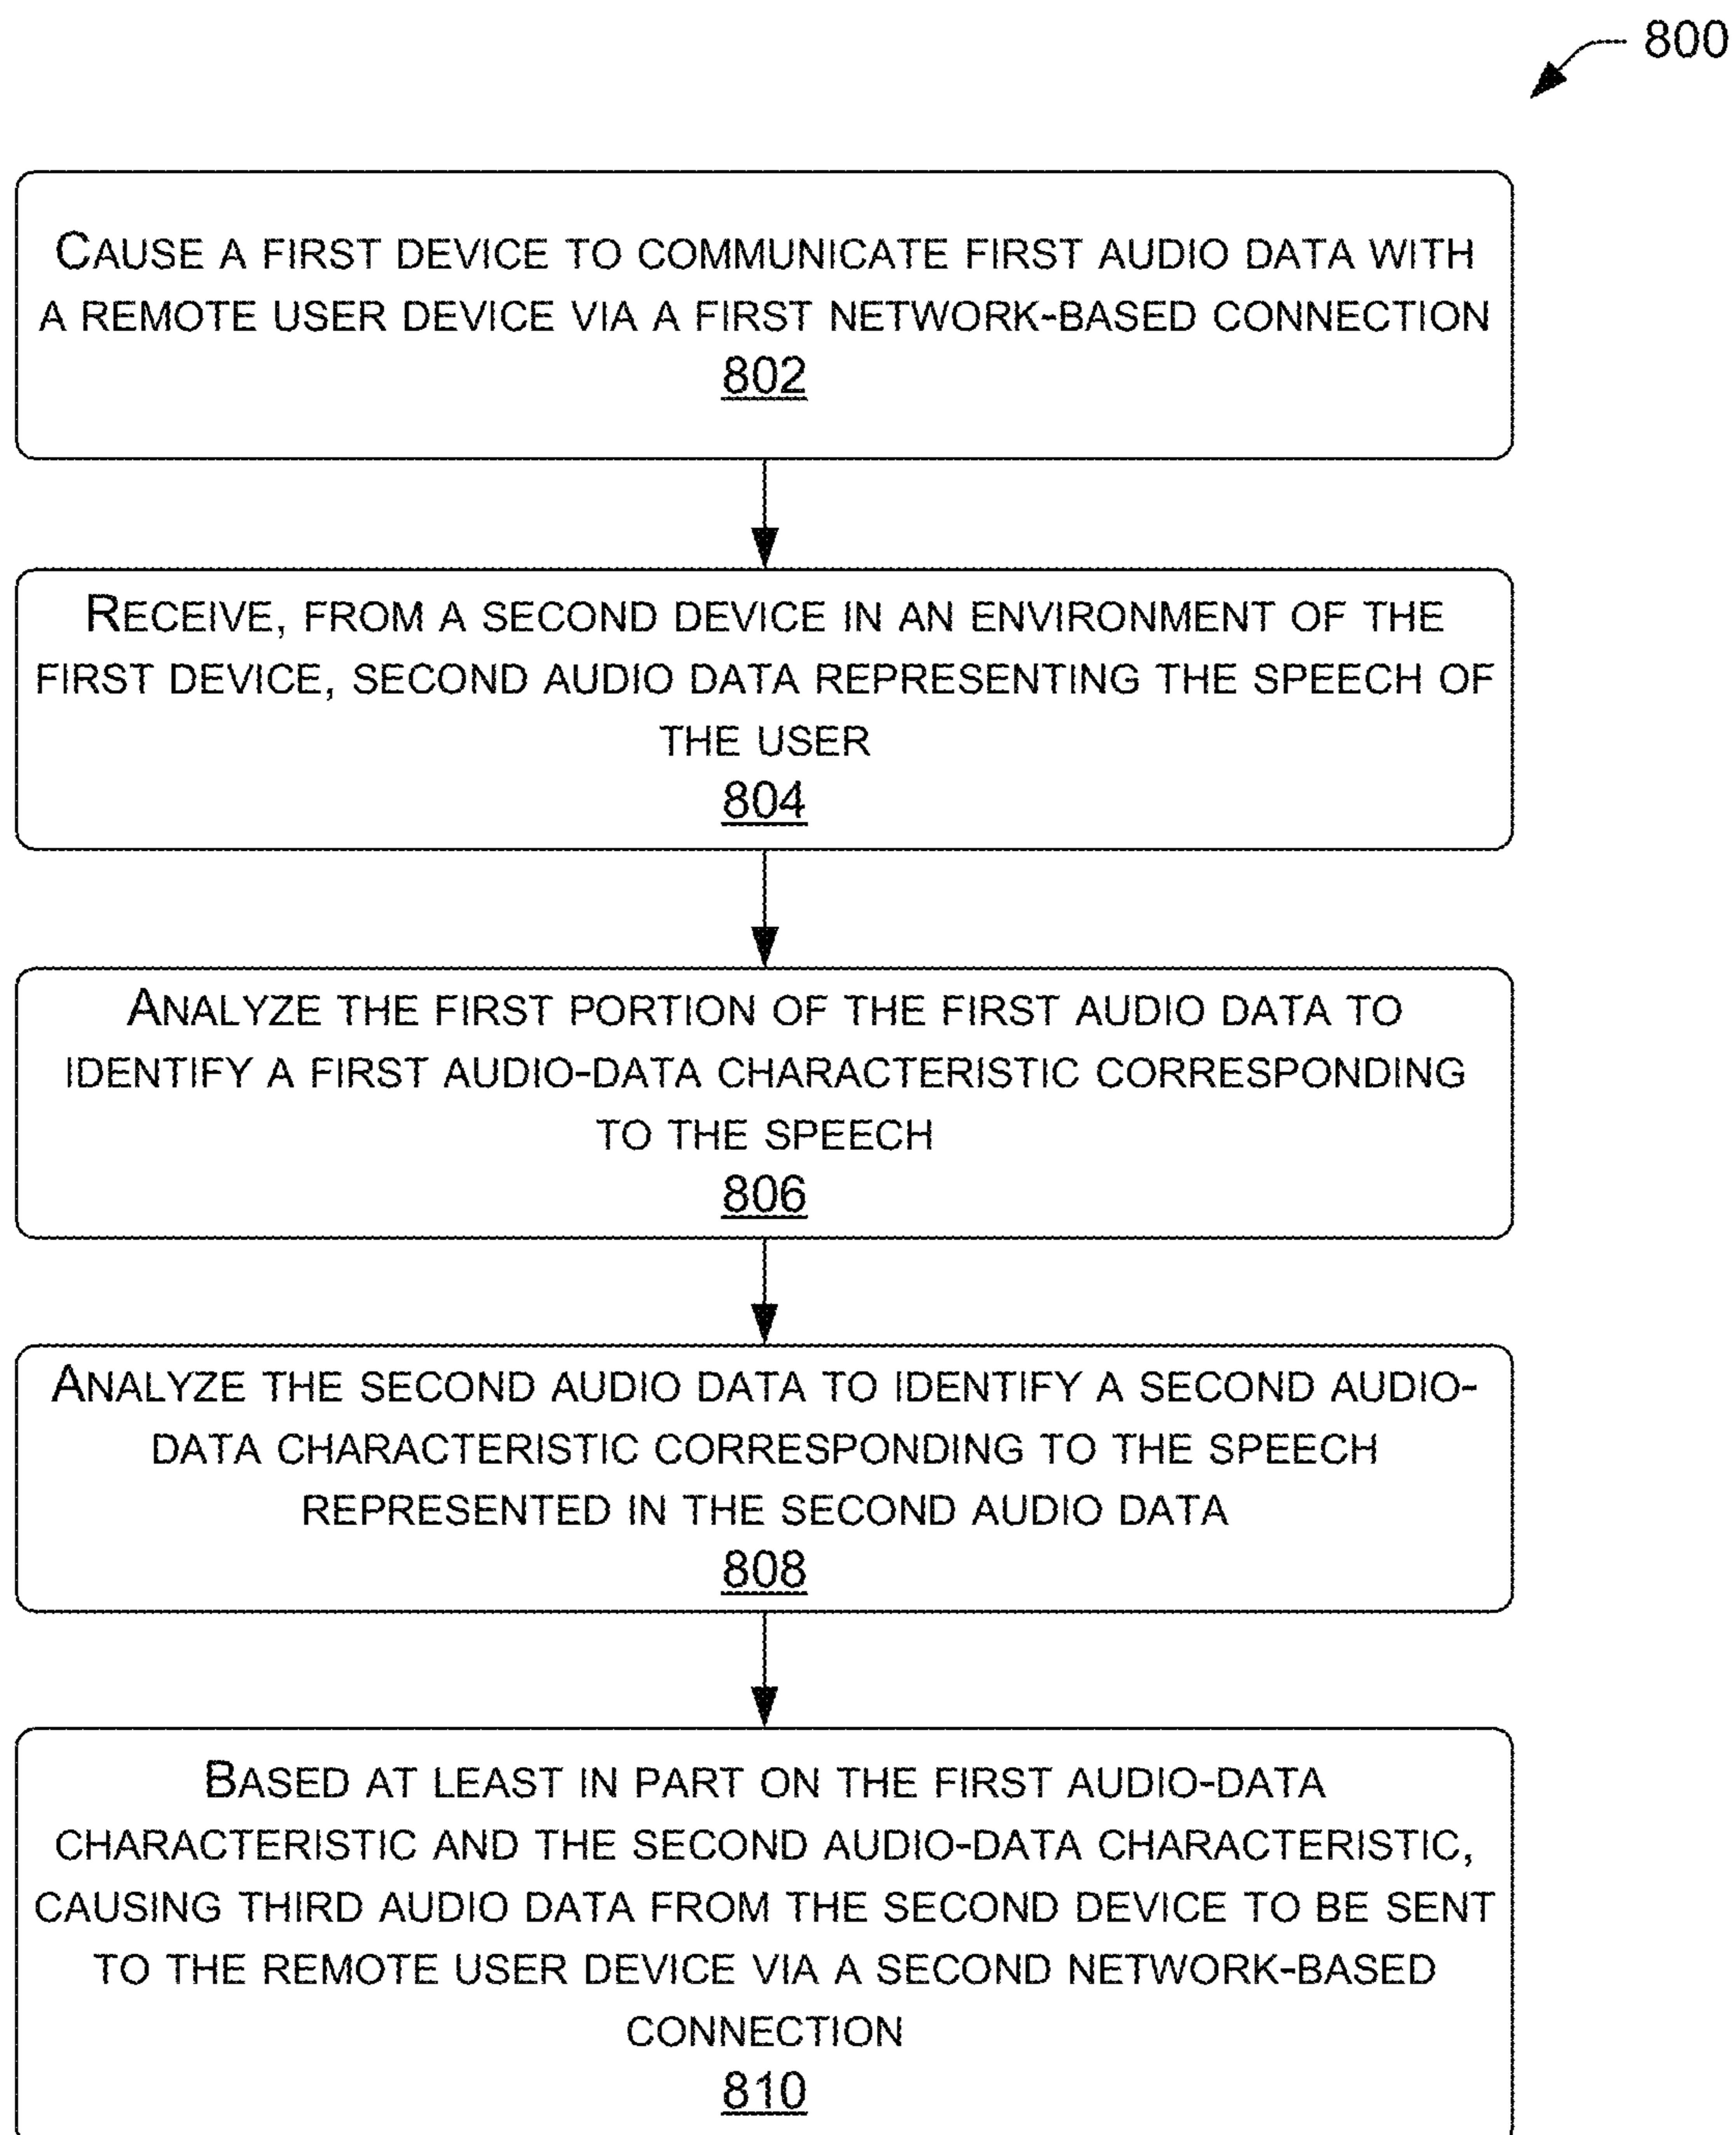 800
CAUSE A FIRST DEVICE TO COMMUNICATE FIRST AUDIO DATA WITH
A REMOTE USER DEVICE VIA A FIRST NETWORK-BASED CONNECTION
802
RECEIVE, FROM A SECOND DEVICE IN AN ENVIRONMENT OF THE
FIRST DEVICE, SECOND AUDIO DATA REPRESENTING THE SPEECH OF
THE USER
804
ANALYZE THE FIRST PORTION OF THE FIRST AUDIO DATA TO
IDENTIFY A FIRST AUDIO-DATA CHARACTERISTIC CORRESPONDING
TO THE SPEECH
806
ANALYZE THE SECOND AUDIO DATA TO IDENTIFY A SECOND AUDIO-
DATA CHARACTERISTIC CORRESPONDING TO THE SPEECH
REPRESENTED IN THE SECOND AUDIO DATA
808
BASED AT LEAST IN PART ON THE FIRST AUDIO-DATA
CHARACTERISTIC AND THE SECOND AUDIO-DATA CHARACTERISTIC,
CAUSING THIRD AUDIO DATA FROM THE SECOND DEVICE TO BE SENT
TO THE REMOTE USER DEVICE VIA A SECOND NETWORK-BASED
CONNECTION
810